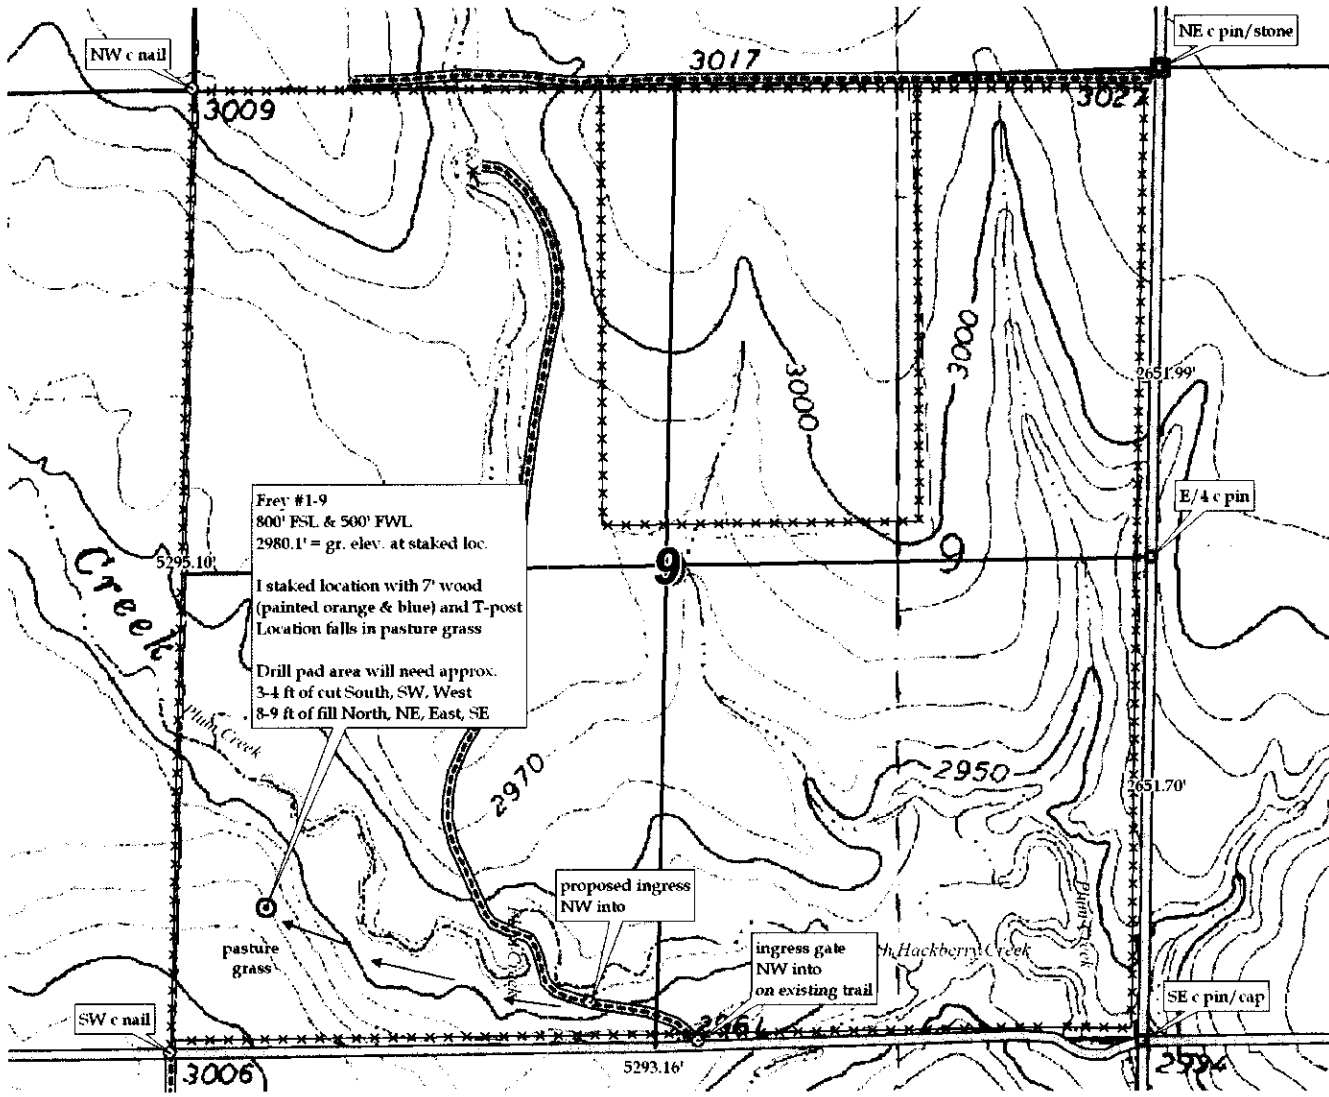 NE c pin/stone
NW c nail
3017
3009
3027
3000
3000
2651.99'
E/4 c pin
Frey #1-9
800' FSL & 500' FWL
2980.1' = gr. elev. at staked loc.
I staked location with 7' wood
(painted orange & blue) and T-post
Location falls in pasture grass
Drill pad area will need approx.
3-4 ft of cut South, SW, West
8-9 ft of fill North, NE, East, SE
5295.10'
Creek
9
9
Plum Creek
2970
2950
2651.70'
proposed ingress
NW into
Plum Creek
pasture
grass
ingress gate
NW into
on existing trail
Hackberry Creek
SE c pin/cap
SW c nail
3006
5293.16'
2994